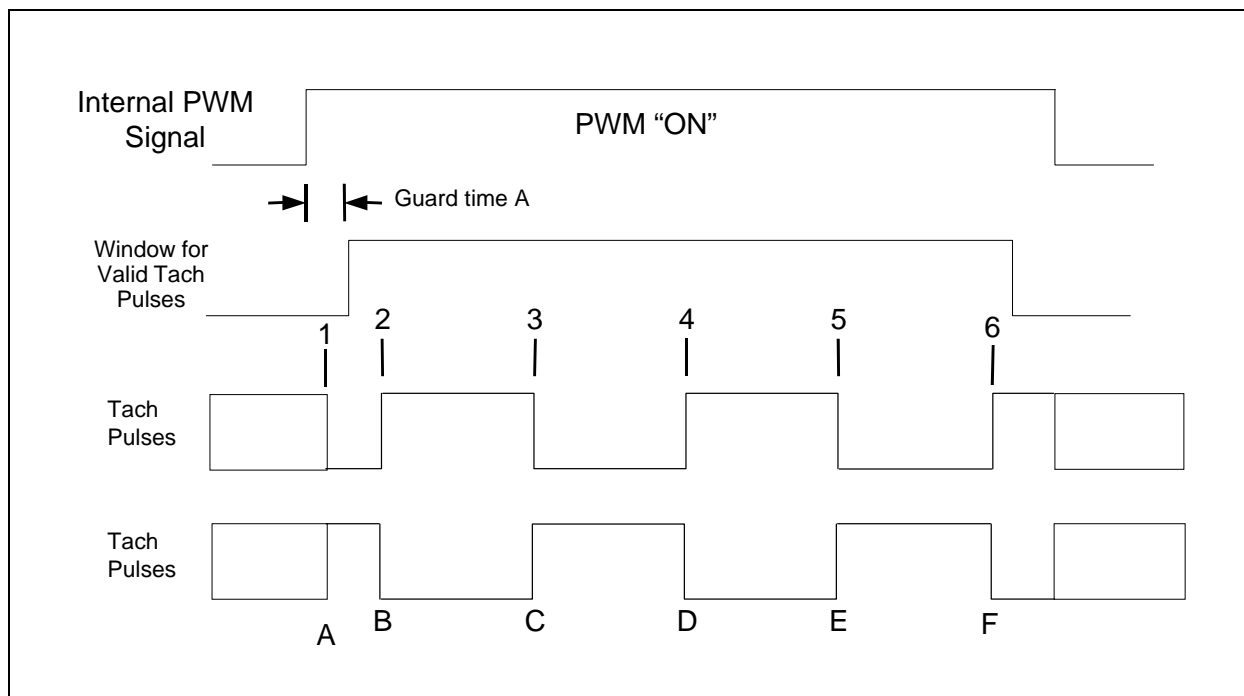 Internal PWM
Signal
PWM “ON”
Guard time A
Window for
Valid Tach
Pulses
1
2
3
4
5
6
Tach
Pulses
Tach
Pulses
A
B
C
D
E
F